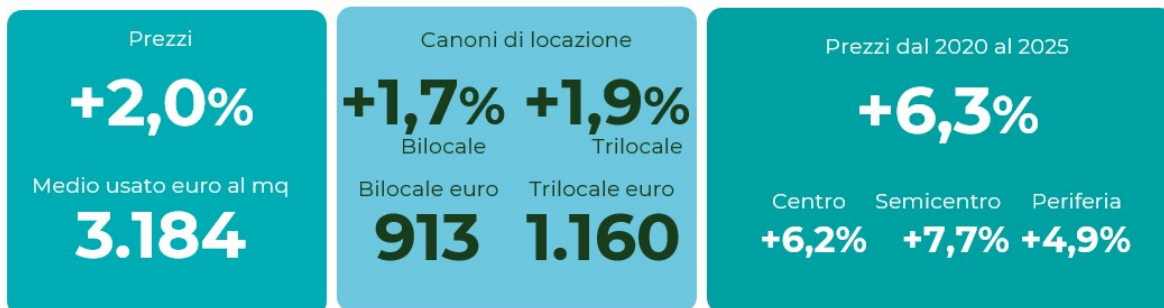 Prezzi
+2,0%
Medio usato euro al mq
3.184
Canoni di locazione
+1,7% +1,9%
Bilocale Trilocale
Bilocale euro Trilocale euro
913 1.160
Prezzi dal 2020 al 2025
+6,3%
Centro Semicentro Periferia
+6,2% +7,7% +4,9%